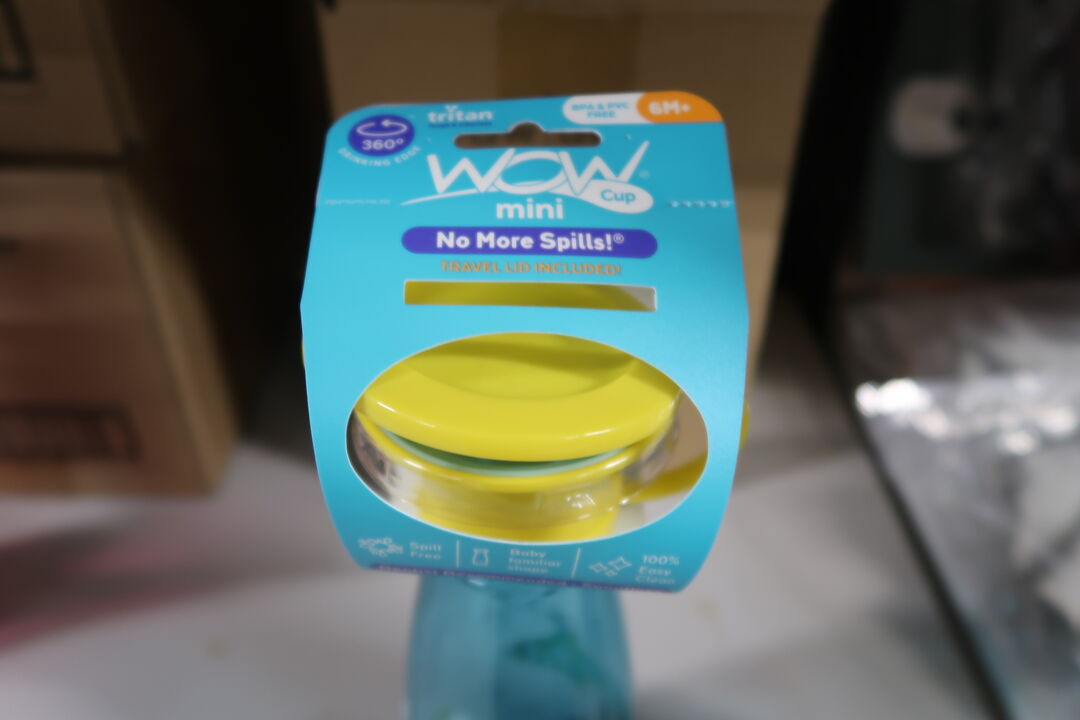 tritan
BPA & PVC
FREE
6M+
360°
DRINKING EDGE
WOW®
Cup
mini
No More Spills!®
TRAVEL LID INCLUDED!
Spill
Free
Baby
familiar
shape
100%
Easy
Clean